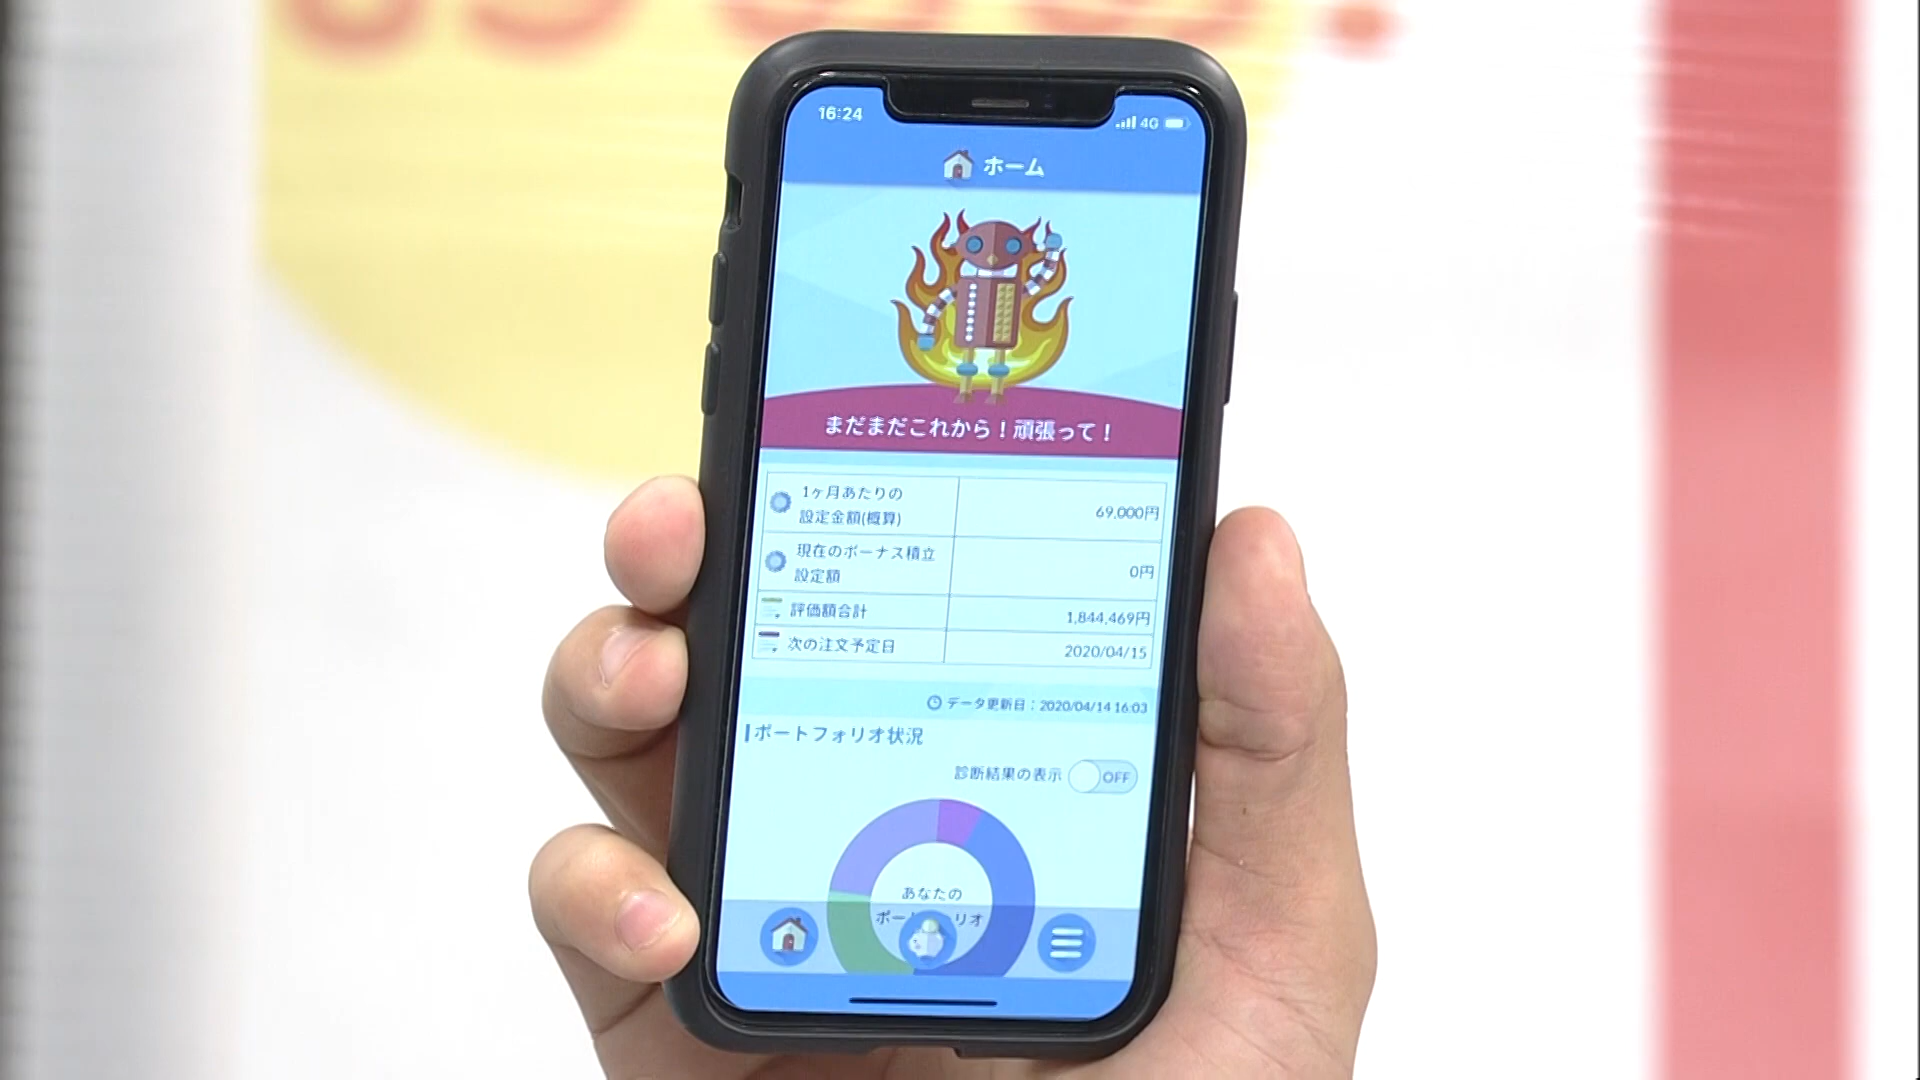 16:24
4G
ホーム
まだまだこれから!頑張って!
1ヶ月あたりの
設定金額(概算)
69,000円
現在のボーナス積立
設定額
0円
評価額合計
1,844,469円
次の注文予定日
2020/04/15
データ更新日:2020/04/14 16:03
ポートフォリオ状況
診断結果の表示
OFF
あなたの